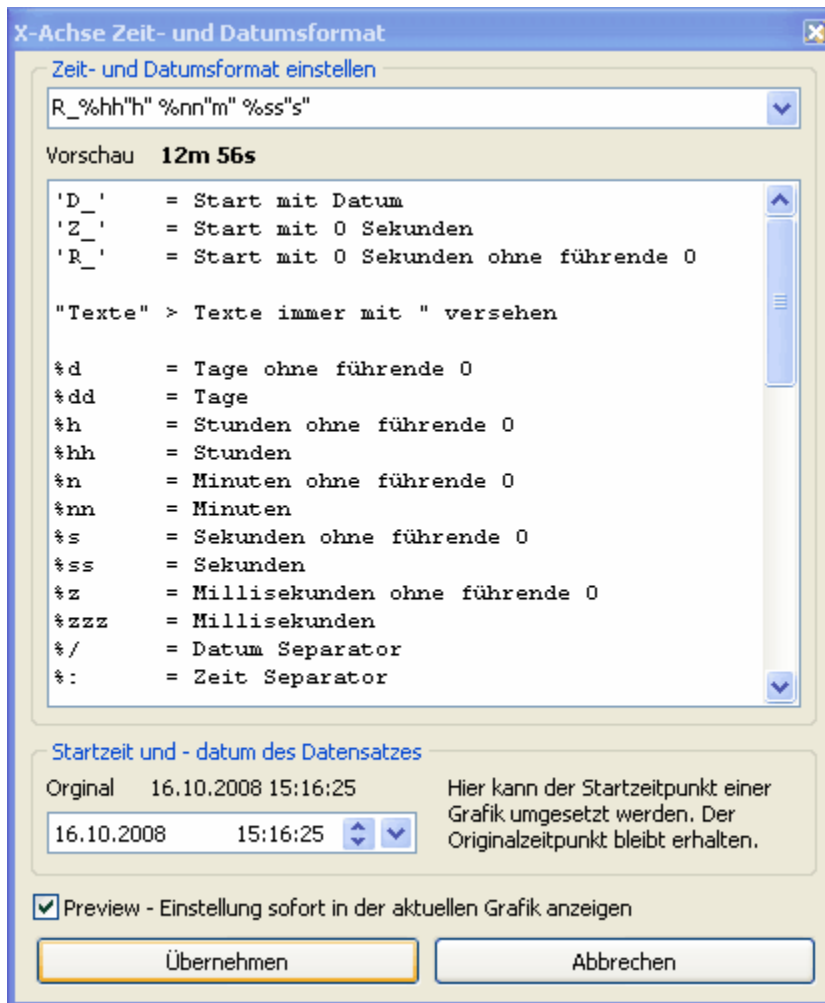 X-Achse Zeit- und Datumsformat
Zeit- und Datumsformat einstellen
R_%hh"h" %nn"m" %ss"s"
Vorschau 12m 56s
'D_' = Start mit Datum
'Z_' = Start mit 0 Sekunden
'R_' = Start mit 0 Sekunden ohne führende 0
"Texte" > Texte immer mit " versehen
%d = Tage ohne führende 0
%dd = Tage
%h = Stunden ohne führende 0
%hh = Stunden
%n = Minuten ohne führende 0
%nn = Minuten
%s = Sekunden ohne führende 0
%ss = Sekunden
%z = Millisekunden ohne führende 0
%zzz = Millisekunden
%/ = Datum Separator
%: = Zeit Separator
Startzeit und - datum des Datensatzes
Orginal 16.10.2008 15:16:25
16.10.2008 15:16:25
Hier kann der Startzeitpunkt einer
Grafik umgesetzt werden. Der
Originalzeitpunkt bleibt erhalten.
Preview - Einstellung sofort in der aktuellen Grafik anzeigen
Übernehmen
Abbrechen